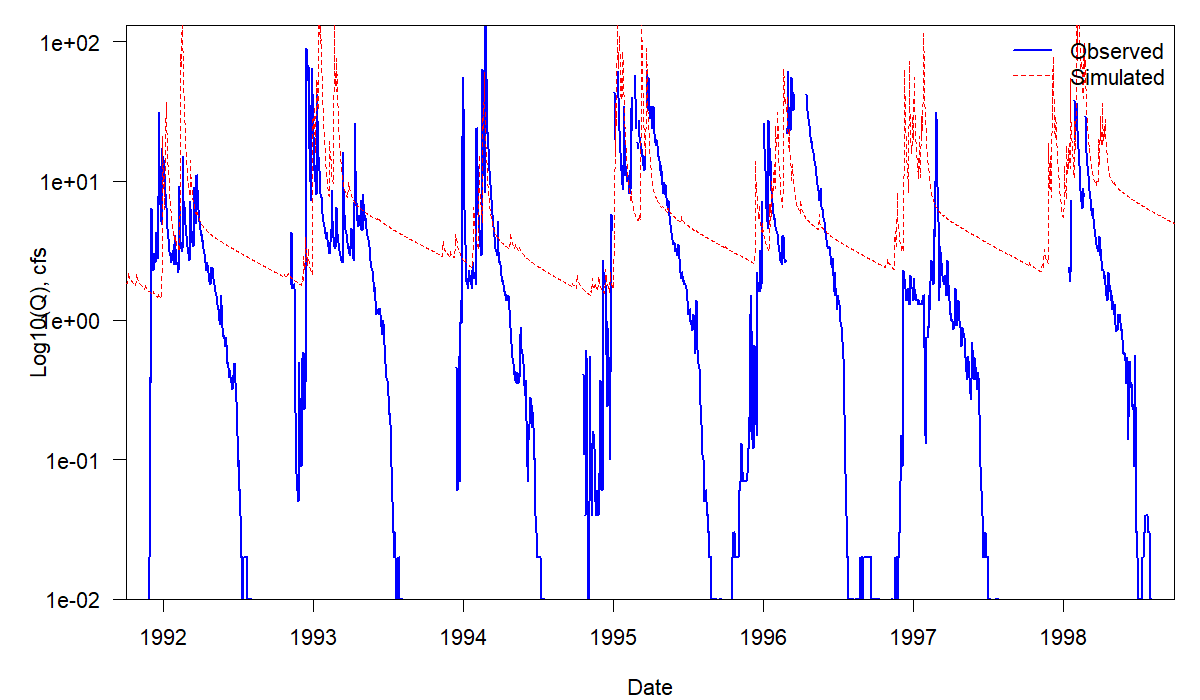 1e+02
1e+01
1e+00
1e-01
1e-02
Log10(Q), cfs
Observed
Simulated
1992
1993
1994
1995
1996
1997
1998
Date